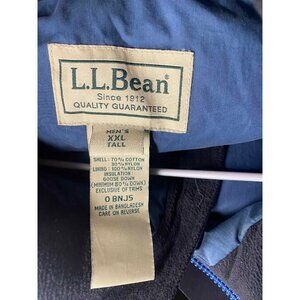 L.L.Bean®
Since 1912
QUALITY GUARANTEED
MEN'S
XXL
TALL
SHELL: 70% COTTON
30% NYLON
LINING: 100% NYLON
INSULATION:
GOOSE DOWN
(MINIMUM 80% DOWN)
EXCLUSIVE OF TRIMS
0 BNJ5
MADE IN BANGLADESH
CARE ON REVERSE